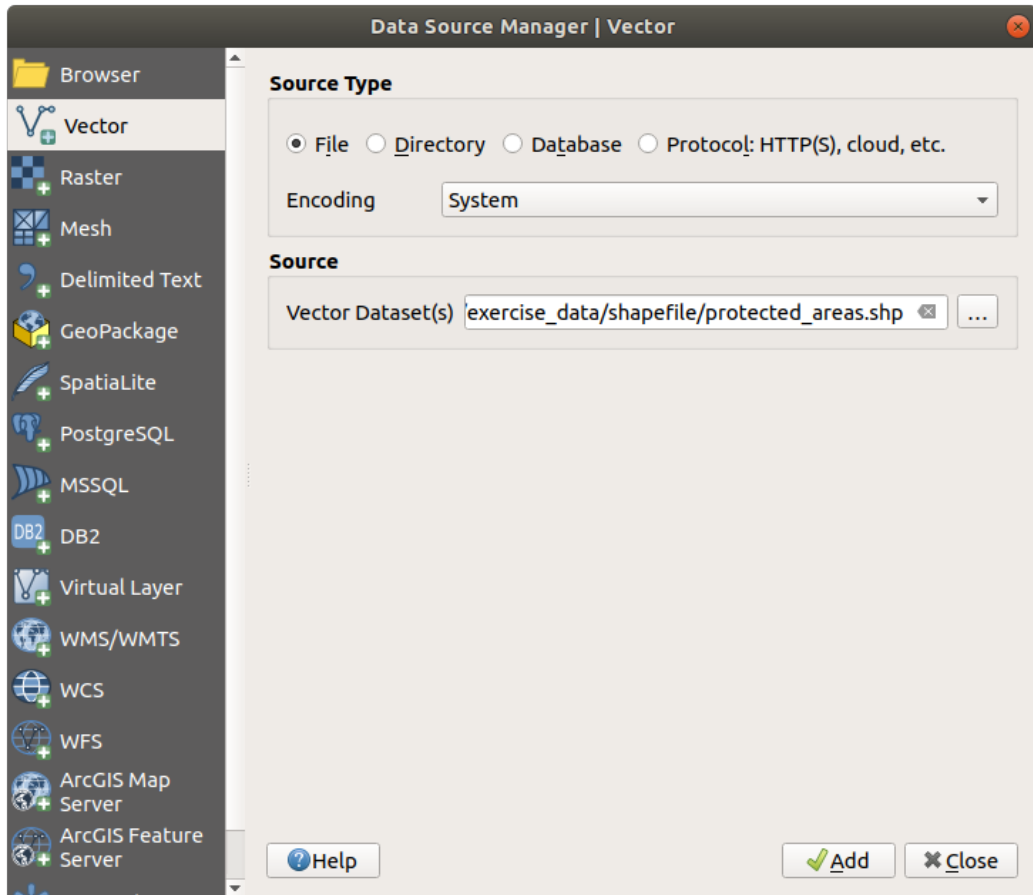 Data Source Manager | Vector
Browser
Vector
Raster
Mesh
Delimited Text
GeoPackage
SpatiaLite
PostgreSQL
MSSQL
DB2
DB2
Virtual Layer
WMS/WMTS
WCS
WFS
ArcGIS Map
Server
ArcGIS Feature
Server
Source Type
File Directory Database Protocol: HTTP(S), cloud, etc.
Encoding System
Source
Vector Dataset(s) /exercise_data/shapefile/protected_areas.shp ...
Help Add Close